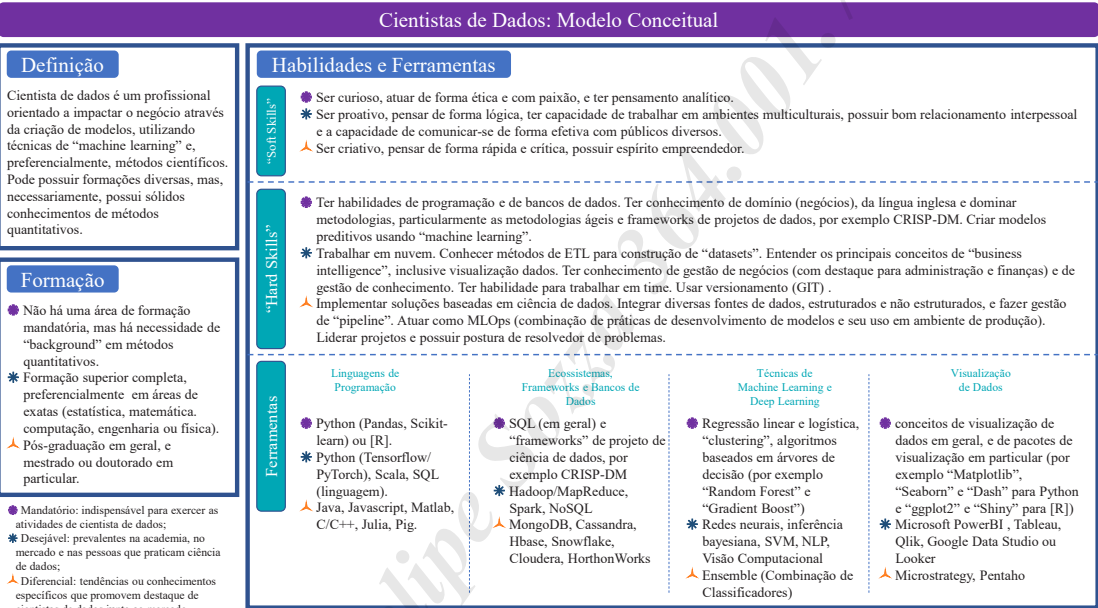 Cientistas de Dados: Modelo Conceitual
Definição
Cientista de dados é um profissional
orientado a impactar o negócio através
da criação de modelos, utilizando
técnicas de “machine learning” e,
preferencialmente, métodos científicos.
Pode possuir formações diversas, mas,
necessariamente, possui sólidos
conhecimentos de métodos
quantitativos.
Formação
Não há uma área de formação
mandatória, mas há necessidade de
“background” em métodos
quantitativos.
Formação superior completa,
preferencialmente em áreas de
exatas (estatística, matemática.
computação, engenharia ou física).
Pós-graduação em geral, e
mestrado ou doutorado em
particular.
Mandatório: indispensável para exercer as
atividades de cientista de dados;
Desejável: prevalentes na academia, no
mercado e nas pessoas que praticam ciência
de dados;
Diferencial: tendências ou conhecimentos
específicos que promovem destaque de
Habilidades e Ferramentas
“Soft Skills”
Ser curioso, atuar de forma ética e com paixão, e ter pensamento analítico.
Ser proativo, pensar de forma lógica, ter capacidade de trabalhar em ambientes multiculturais, possuir bom relacionamento interpessoal
e a capacidade de comunicar-se de forma efetiva com públicos diversos.
Ser criativo, pensar de forma rápida e crítica, possuir espírito empreendedor.
“Hard Skills”
Ter habilidades de programação e de bancos de dados. Ter conhecimento de domínio (negócios), da língua inglesa e dominar
metodologias, particularmente as metodologias ágeis e frameworks de projetos de dados, por exemplo CRISP-DM. Criar modelos
preditivos usando “machine learning”.
Trabalhar em nuvem. Conhecer métodos de ETL para construção de “datasets”. Entender os principais conceitos de “business
intelligence”, inclusive visualização dados. Ter conhecimento de gestão de negócios (com destaque para administração e finanças) e de
gestão de conhecimento. Ter habilidade para trabalhar em time. Usar versionamento (GIT) .
Implementar soluções baseadas em ciência de dados. Integrar diversas fontes de dados, estruturados e não estruturados, e fazer gestão
de “pipeline”. Atuar como MLOps (combinação de práticas de desenvolvimento de modelos e seu uso em ambiente de produção).
Liderar projetos e possuir postura de resolvedor de problemas.
Ferramentas
Linguagens de
Programação
Python (Pandas, Scikit-
learn) ou [R].
Python (Tensorflow/
PyTorch), Scala, SQL
(linguagem).
Java, Javascript, Matlab,
C/C++, Julia, Pig.
Ecossistemas,
Frameworks e Bancos de
Dados
SQL (em geral) e
“frameworks” de projeto de
ciência de dados, por
exemplo CRISP-DM
Hadoop/MapReduce,
Spark, NoSQL
MongoDB, Cassandra,
Hbase, Snowflake,
Cloudera, HorthonWorks
Técnicas de
Machine Learning e
Deep Learning
Regressão linear e logística,
“clustering”, algoritmos
baseados em árvores de
decisão (por exemplo
“Random Forest” e
“Gradient Boost”)
Redes neurais, inferência
bayesiana, SVM, NLP,
Visão Computacional
Ensemble (Combinação de
Classificadores)
Visualização
de Dados
conceitos de visualização de
dados em geral, e de pacotes de
visualização em particular (por
exemplo “Matplotlib”,
“Seaborn” e “Dash” para Python
e “ggplot2” e “Shiny” para [R])
Microsoft PowerBI , Tableau,
Qlik, Google Data Studio ou
Looker
Microstrategy, Pentaho